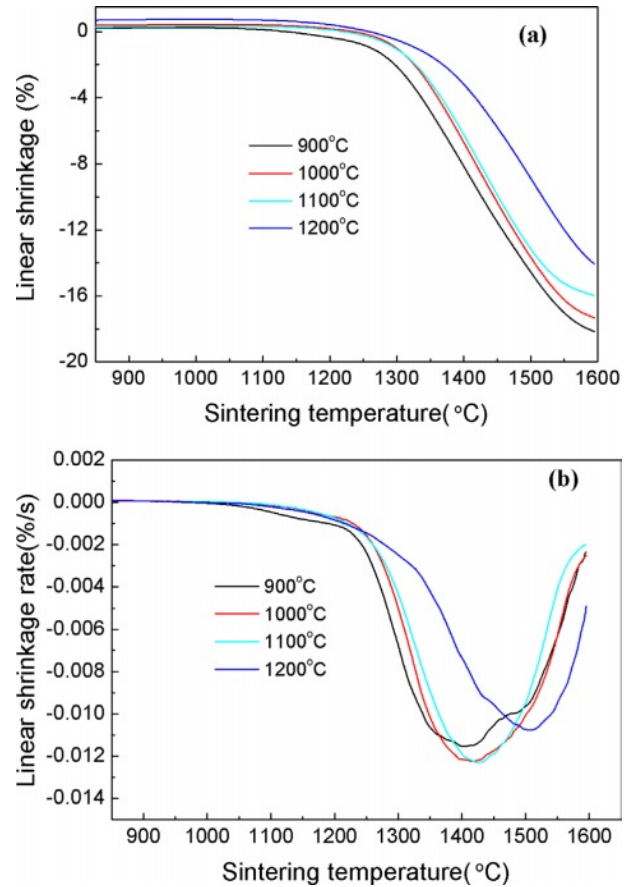 (a)
0
-4
-8
-12
-16
-20
Linear shrinkage (%)
900°C
1000°C
1100°C
1200°C
900 1000 1100 1200 1300 1400 1500 1600
Sintering temperature( °C)
(b)
0.002
0.000
-0.002
-0.004
-0.006
-0.008
-0.010
-0.012
-0.014
Linear shrinkage rate(%/s)
900°C
1000°C
1100°C
1200°C
900 1000 1100 1200 1300 1400 1500 1600
Sintering temperature( °C)